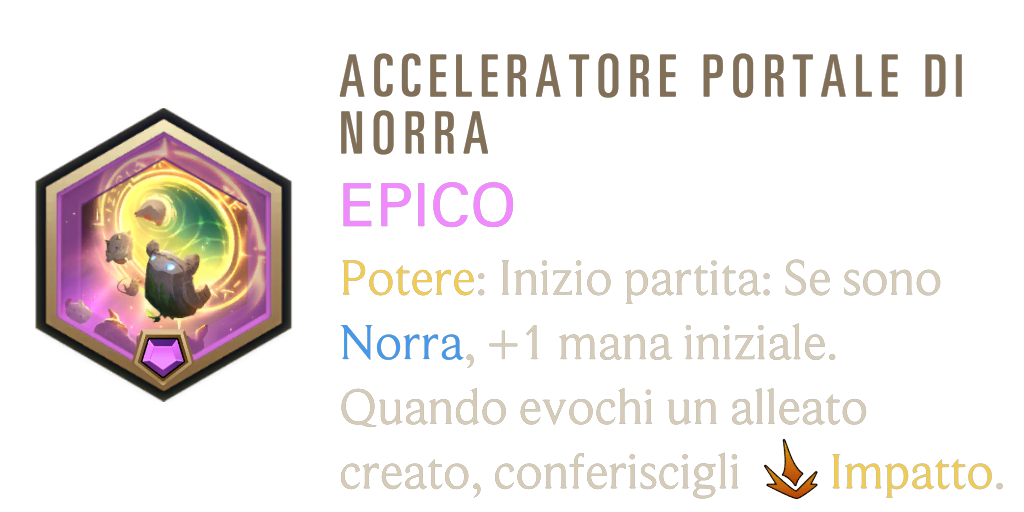 ACCELERATORE PORTALE DI
NORRA
EPICO
Potere: Inizio partita: Se sono
Norra, +1 mana iniziale.
Quando evochi un alleato
creato, conferiscigli Impatto.